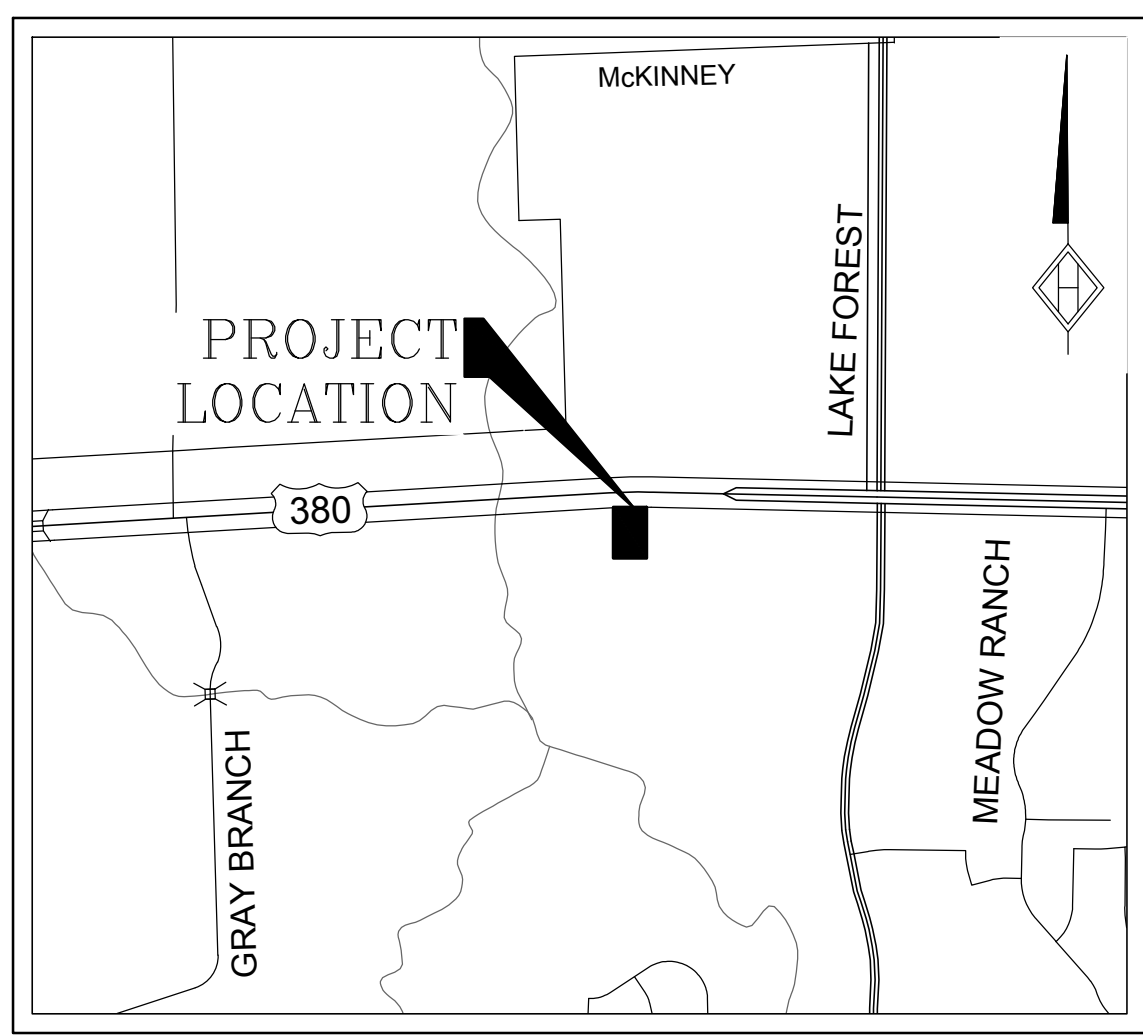 McKINNEY
LAKE FOREST
PROJECT
LOCATION
380
MEADOW RANCH
GRAY BRANCH
H